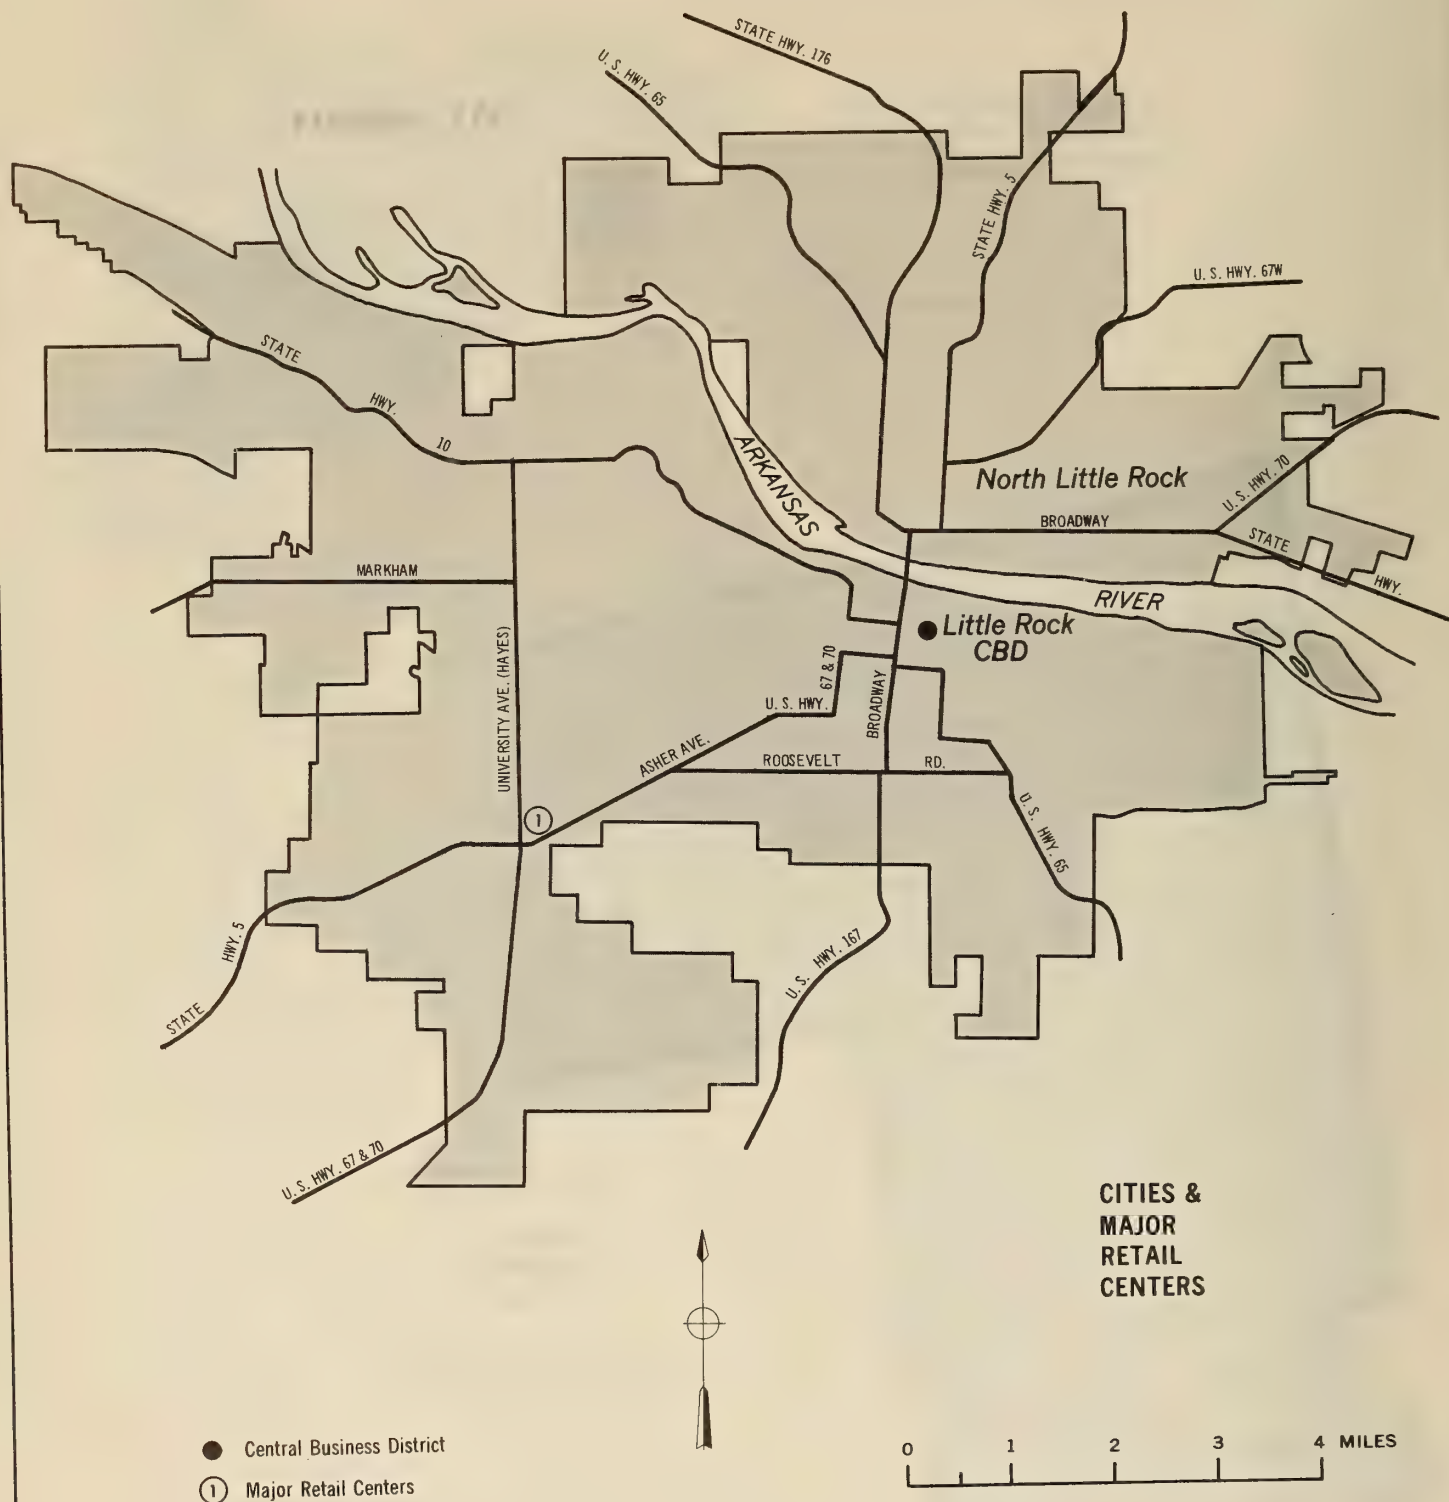 STATE HWY. 176
U. S. HWY. 65
STATE HWY. 5
U. S. HWY. 67W
STATE
HWY.
10
ARKANSAS
North Little Rock
U. S. HWY. 70
BROADWAY
STATE
HWY.
MARKHAM
RIVER
Little Rock
CBD
UNIVERSITY AVE. (HAYES)
67 & 70
U. S. HWY.
BROADWAY
ASHER AVE.
ROOSEVELT
RD.
1
U. S. HWY. 65
HWY. 5
STATE
U. S. HWY. 167
U. S. HWY. 67 & 70
CITIES &
MAJOR
RETAIL
CENTERS
Central Business District
1 Major Retail Centers
0 1 2 3 4 MILES